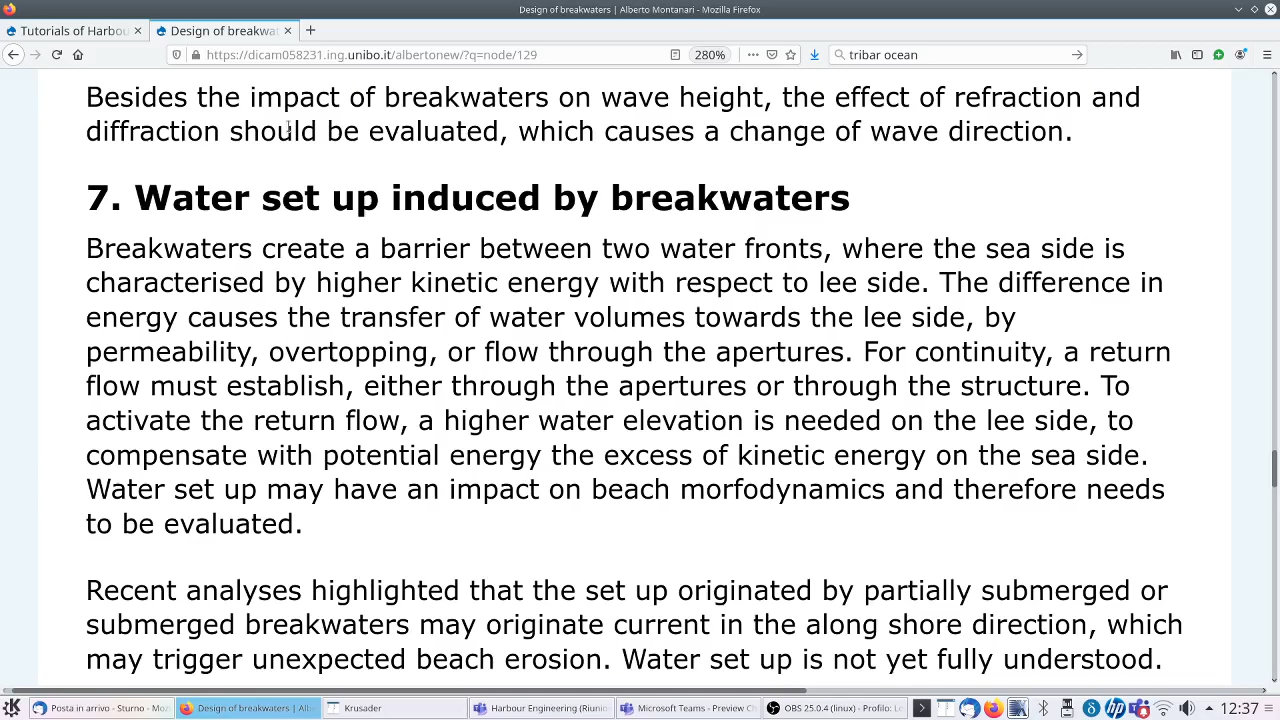 Design of breakwaters | Alberto Montanari - Mozilla Firefox
Tutorials of Harbou
Design of breakwat
https://dicam058231.ing.unibo.it/albertonew/?q=node/129
280%
tribar ocean
Besides the impact of breakwaters on wave height, the effect of refraction and
diffraction should be evaluated, which causes a change of wave direction.
7. Water set up induced by breakwaters
Breakwaters create a barrier between two water fronts, where the sea side is
characterised by higher kinetic energy with respect to lee side. The difference in
energy causes the transfer of water volumes towards the lee side, by
permeability, overtopping, or flow through the apertures. For continuity, a return
flow must establish, either through the apertures or through the structure. To
activate the return flow, a higher water elevation is needed on the lee side, to
compensate with potential energy the excess of kinetic energy on the sea side.
Water set up may have an impact on beach morfodynamics and therefore needs
to be evaluated.
Recent analyses highlighted that the set up originated by partially submerged or
submerged breakwaters may originate current in the along shore direction, which
may trigger unexpected beach erosion. Water set up is not yet fully understood.
Posta in arrivo - Sturno - Moz
Design of breakwaters | Alb
Krusader
Harbour Engineering (Riunio
Microsoft Teams - Preview C
OBS 25.0.4 (linux) - Profilo: L
12:37